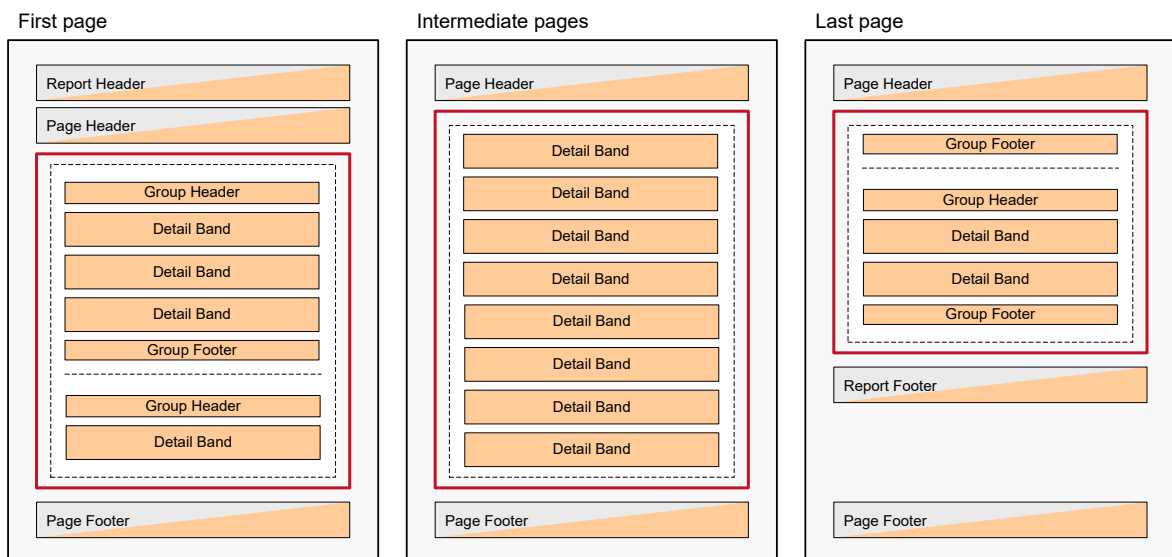 First page
Report Header
Page Header
Group Header
Detail Band
Detail Band
Detail Band
Group Footer
Group Header
Detail Band
Page Footer
Intermediate pages
Page Header
Detail Band
Detail Band
Detail Band
Detail Band
Detail Band
Detail Band
Detail Band
Detail Band
Page Footer
Last page
Page Header
Group Footer
Group Header
Detail Band
Detail Band
Group Footer
Report Footer
Page Footer